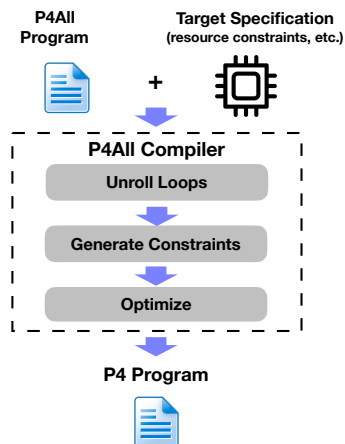 P4All
Program
Target Specification
(resource constraints, etc.)
+
P4All Compiler
Unroll Loops
Generate Constraints
Optimize
P4 Program